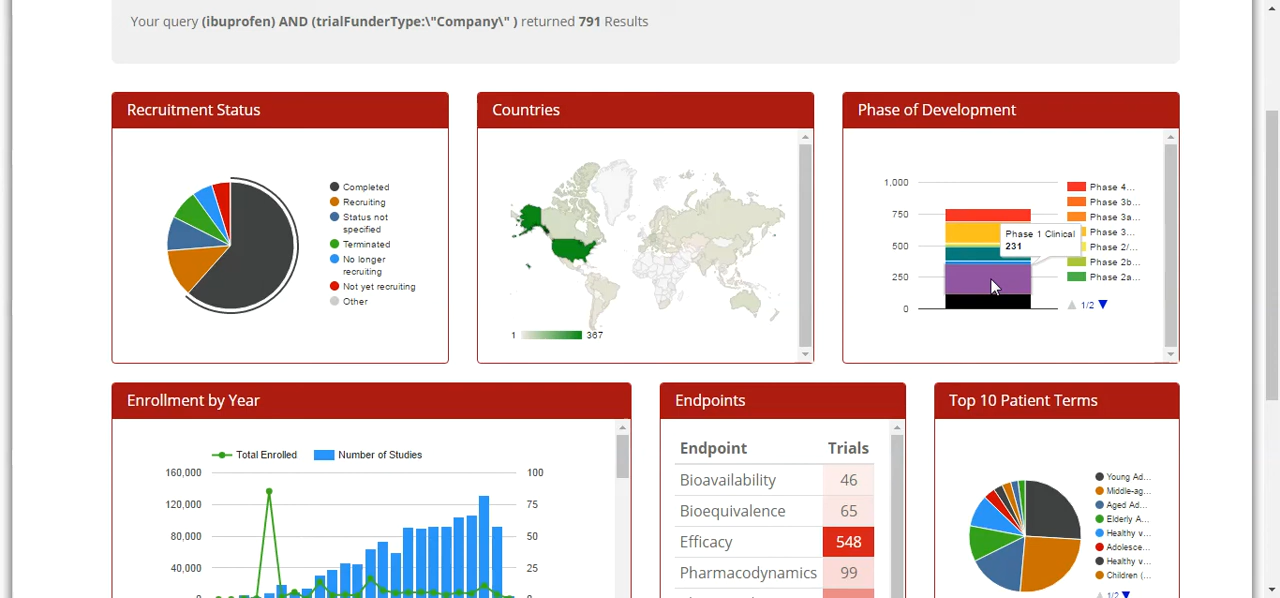 Your query (ibuprofen) AND (trialFunderType:\"Company\" ) returned 791 Results
Recruitment Status
Completed
Recruiting
Status not
specified
Terminated
No longer
recruiting
Not yet recruiting
Other
Countries
1
367
Phase of Development
1,000
750
500
250
0
Phase 1 Clinical
231
Phase 4...
Phase 3b...
Phase 3a...
Phase 3...
Phase 2/...
Phase 2b...
Phase 2a...
1/2
Enrollment by Year
Total Enrolled
Number of Studies
160,000
120,000
80,000
40,000
100
75
50
25
Endpoints
Endpoint Trials
Bioavailability 46
Bioequivalence 65
Efficacy 548
Pharmacodynamics 99
Top 10 Patient Terms
Young Ad...
Middle-ag...
Aged Ad...
Elderly A...
Healthy v...
Adolesce...
Healthy v...
Children (...
1/2